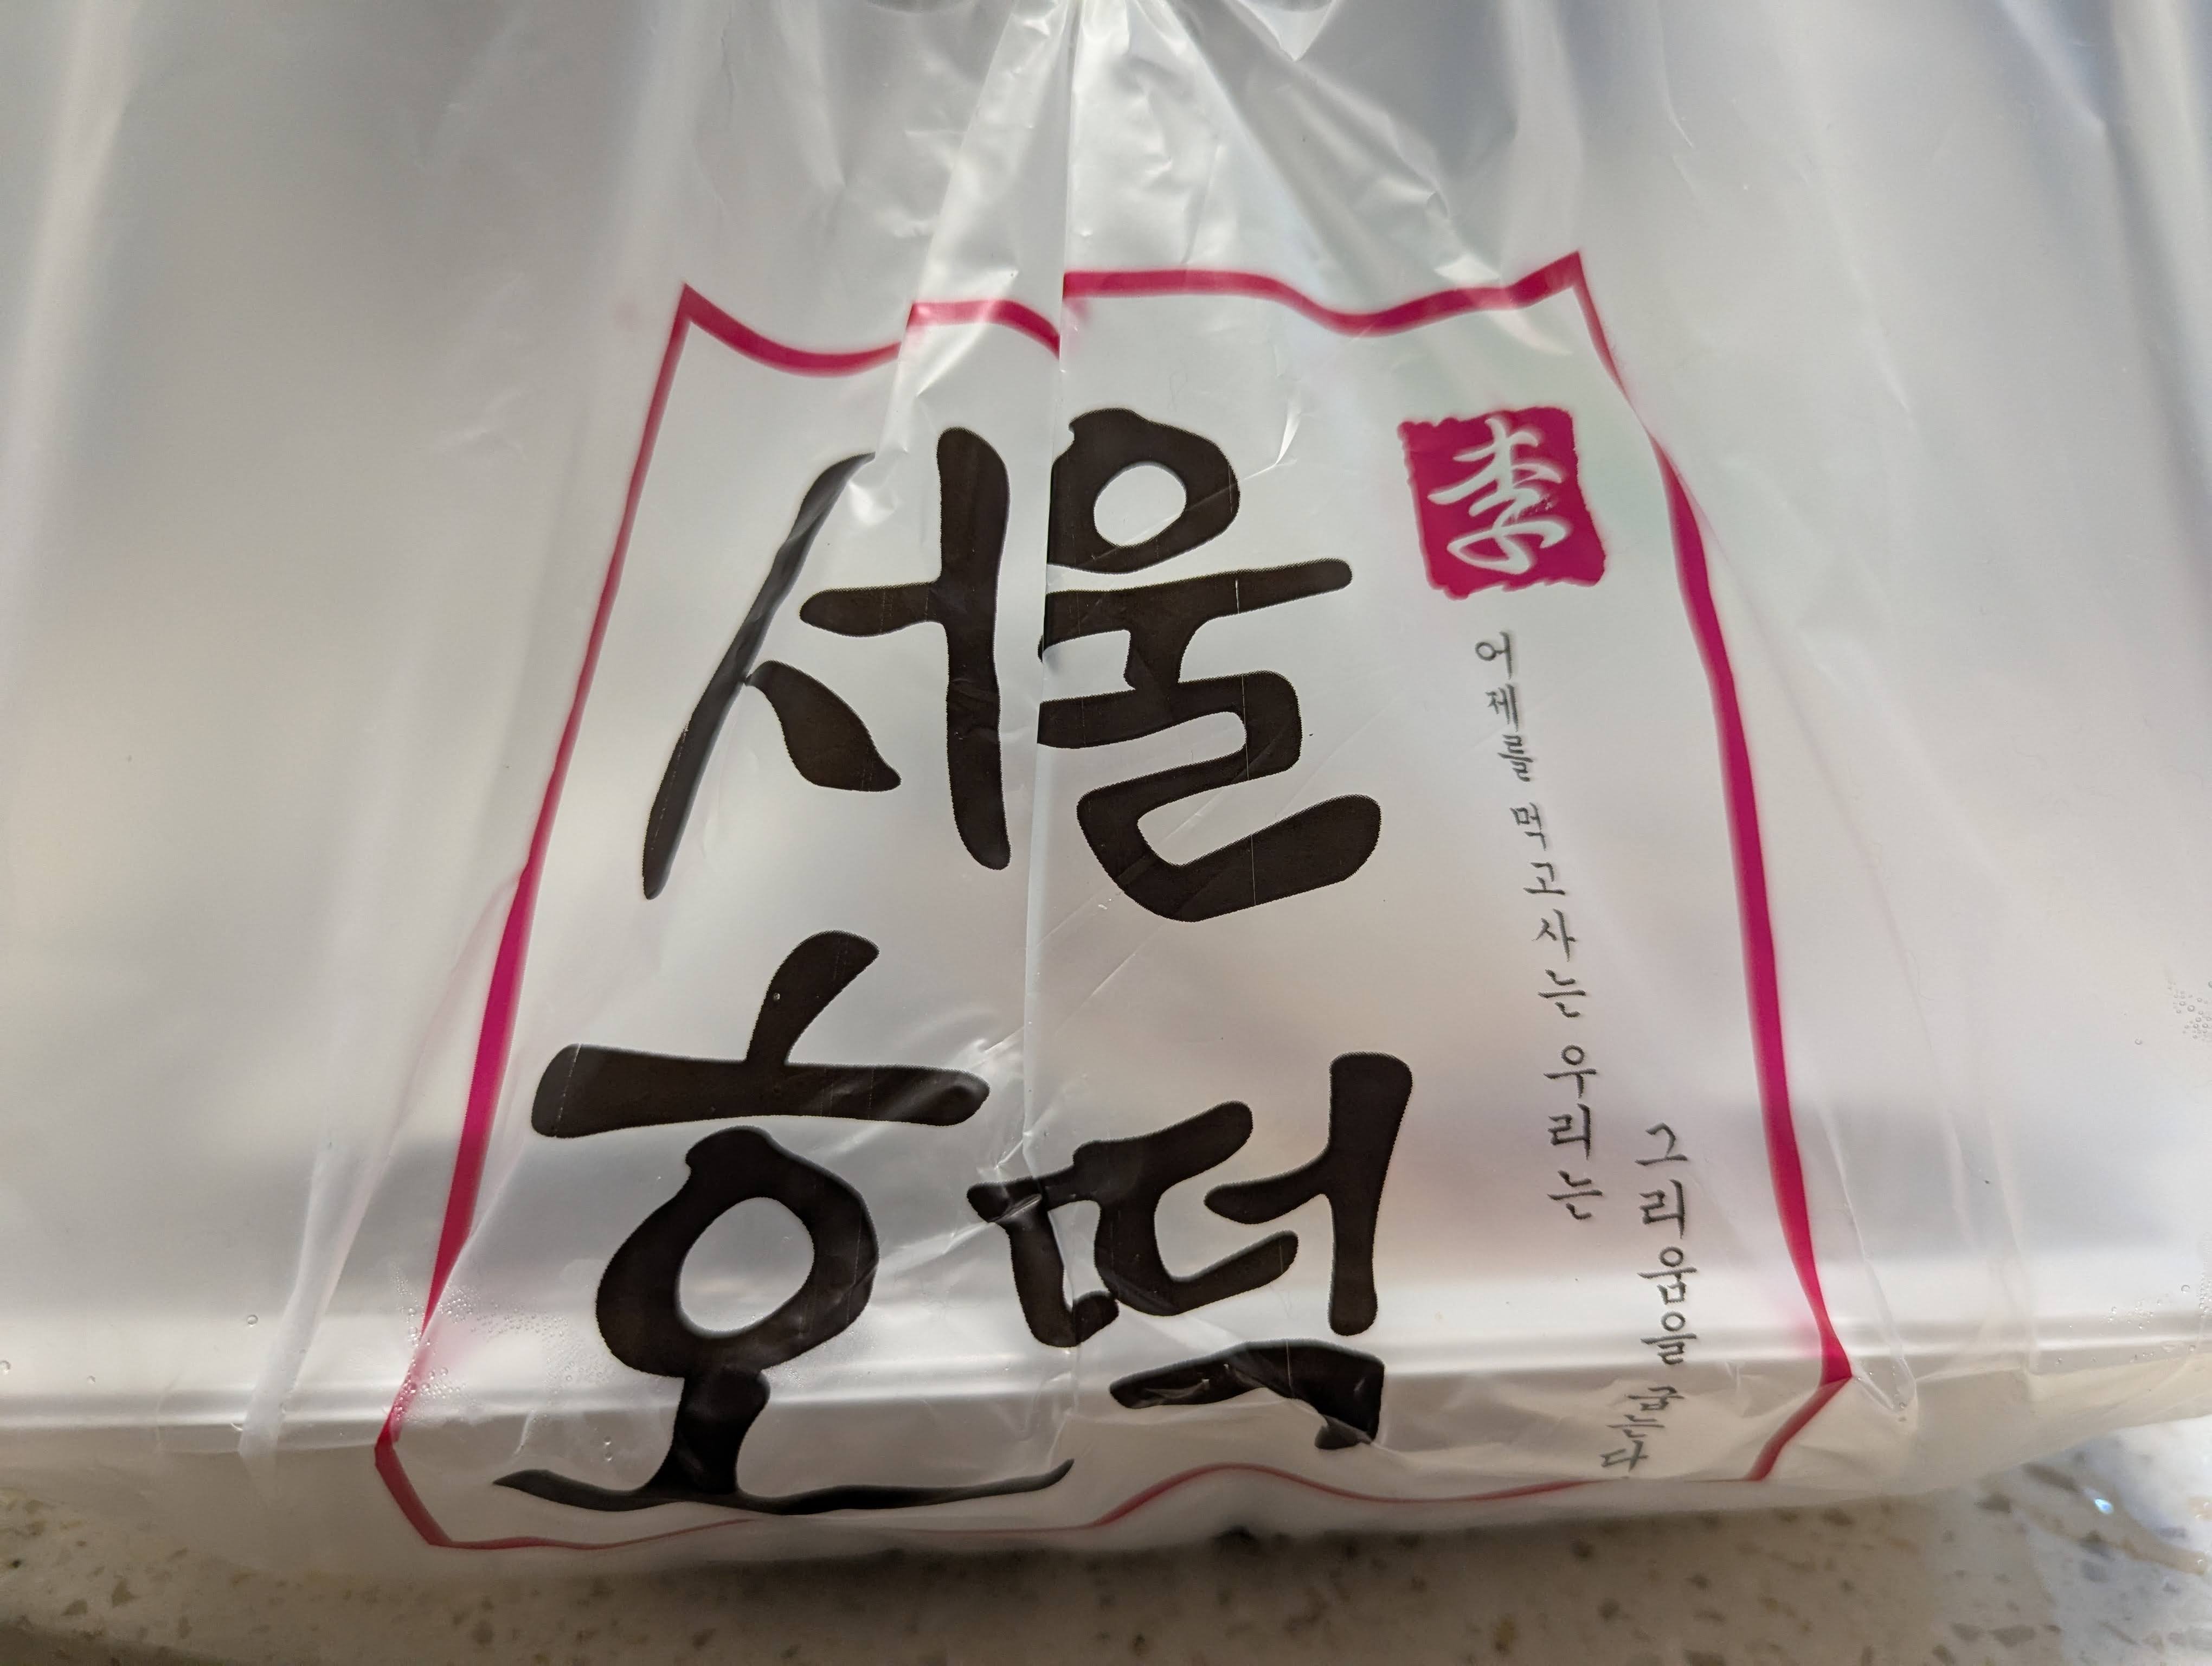 서울
호떡
李
어제를 먹고 사는 우리는
그리움을 굽는다